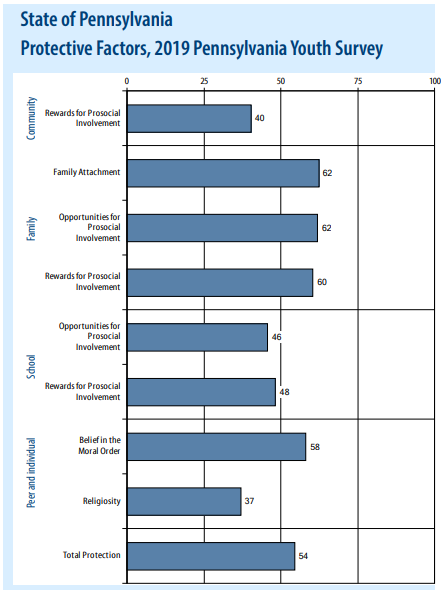 State of Pennsylvania
Protective Factors, 2019 Pennsylvania Youth Survey
0 25 50 75 100
Community
Rewards for Prosocial
Involvement
40
Family
Family Attachment
62
Opportunities for
Prosocial
Involvement
62
Rewards for Prosocial
Involvement
60
School
Opportunities for
Prosocial
Involvement
46
Rewards for Prosocial
Involvement
48
Peer and individual
Belief in the
Moral Order
58
Religiosity
37
Total Protection
54